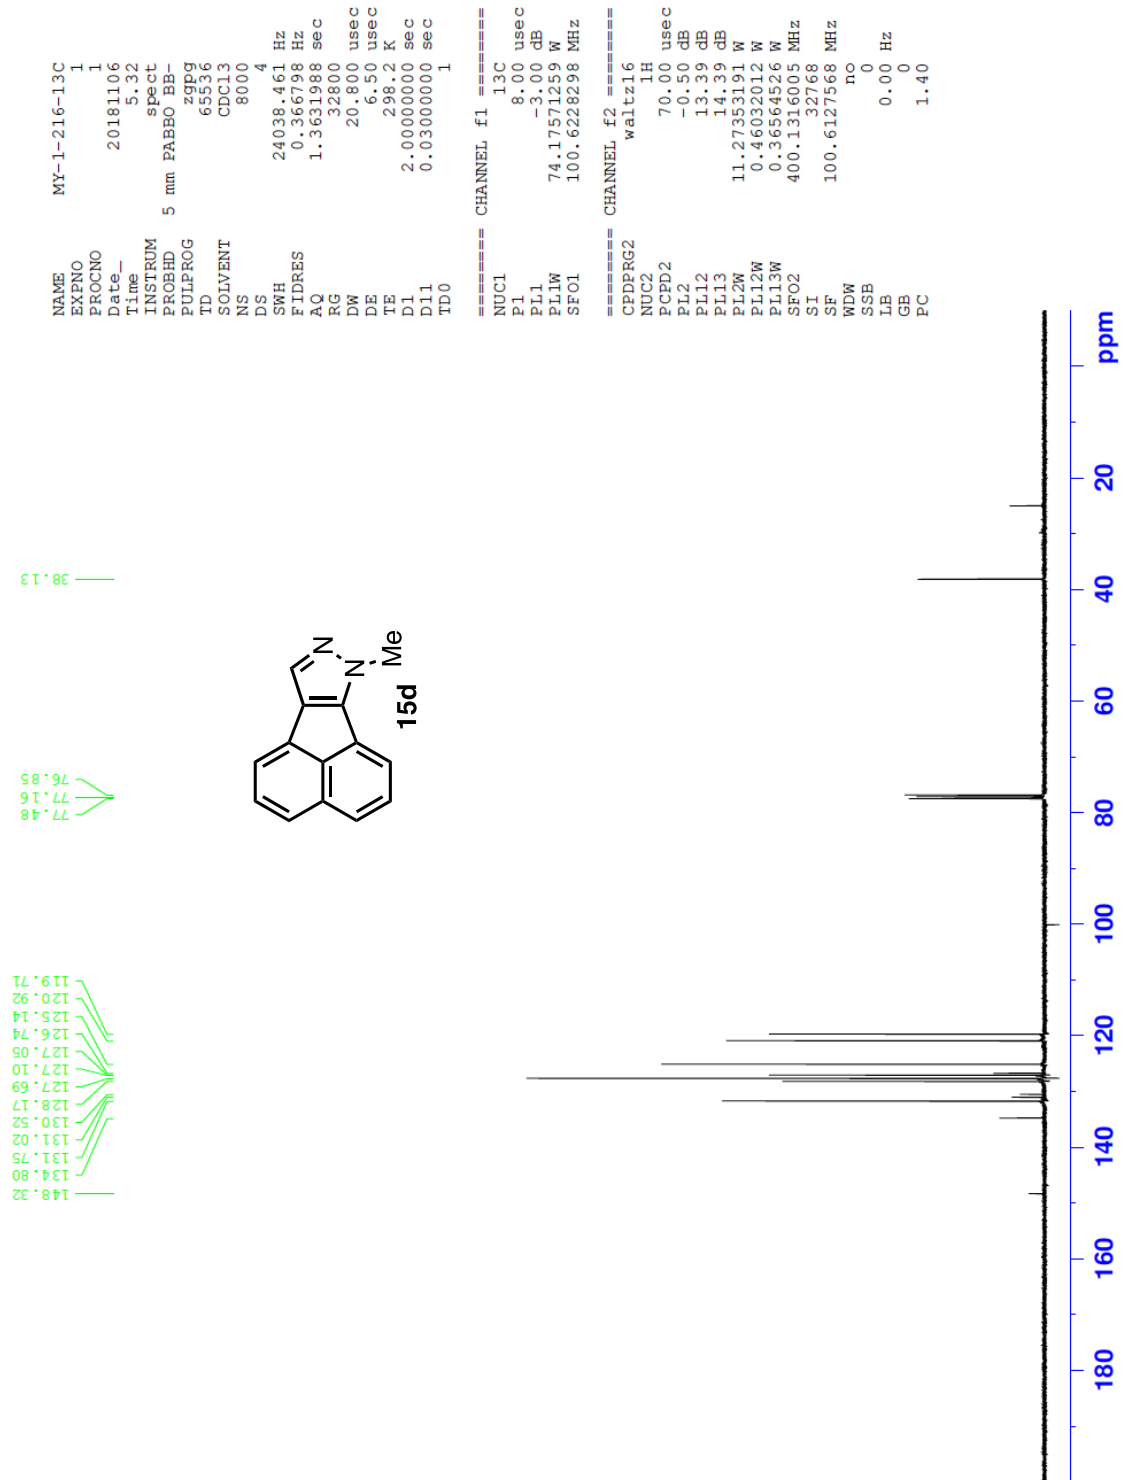 NAME MY-1-216-13C
EXPNO 1
PROCNO 1
Date_ 20181106
Time 5.32
INSTRUM spect
PROBHD 5 mm PABBO BB-
PULPROG zgpg
TD 65536
SOLVENT CDCl3
NS 8000
DS 4
SWH 24038.461 Hz
FIDRES 0.366798 Hz
AQ 1.3631988 sec
RG 32800
DW 20.800 usec
DE 6.50 usec
TE 298.2 K
D1 2.00000000 sec
D11 0.03000000 sec
TD0 1
======== CHANNEL f1 ========
NUC1 13C
P1 8.00 usec
PL1 -3.00 dB
PL1W 74.17571259 W
SFO1 100.6228298 MHz
======== CHANNEL f2 ========
CPDPRG2 waltz16
NUC2 1H
PCPD2 70.00 usec
PL2 -0.50 dB
PL12 13.39 dB
PL13 14.39 dB
PL2W 11.27353191 W
PL12W 0.46032012 W
PL13W 0.36564526 W
SFO2 400.1316005 MHz
SI 32768
SF 100.6127568 MHz
WDW no
SSB 0
LB 0.00 Hz
GB 0
PC 1.40
148.32
134.80
131.75
131.02
130.52
128.17
127.69
127.10
127.05
126.74
125.14
120.92
119.71
77.48
77.16
76.85
38.13
N
N
Me
15d
180 160 140 120 100 80 60 40 20 ppm